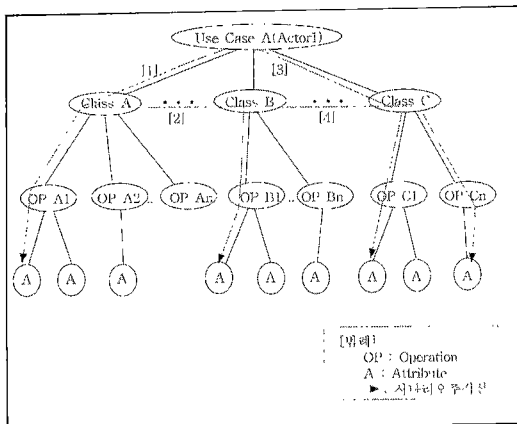 Use Case A(Actor1)
[1] [3]
Class A • • • Class B • • • Class C
[2] [4]
OP A1 OP A2 .. OP An OP B1 .. OP Bn OP C1 OP Cn
A A A A A A A A A
[범례]
OP : Operation
A : Attribute